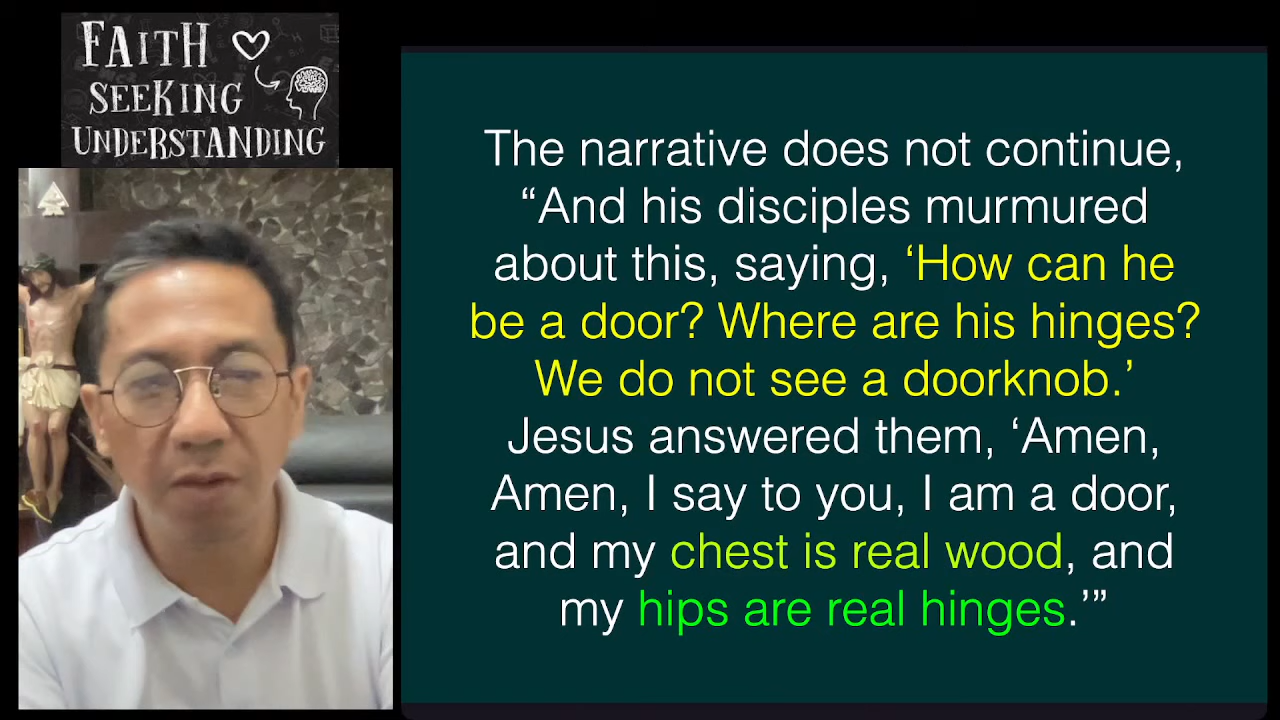 FAITH
SEEKING
UNDERSTANDING
The narrative does not continue,
“And his disciples murmured
about this, saying, ‘How can he
be a door? Where are his hinges?
We do not see a doorknob.’
Jesus answered them, ‘Amen,
Amen, I say to you, I am a door,
and my chest is real wood, and
my hips are real hinges.’”